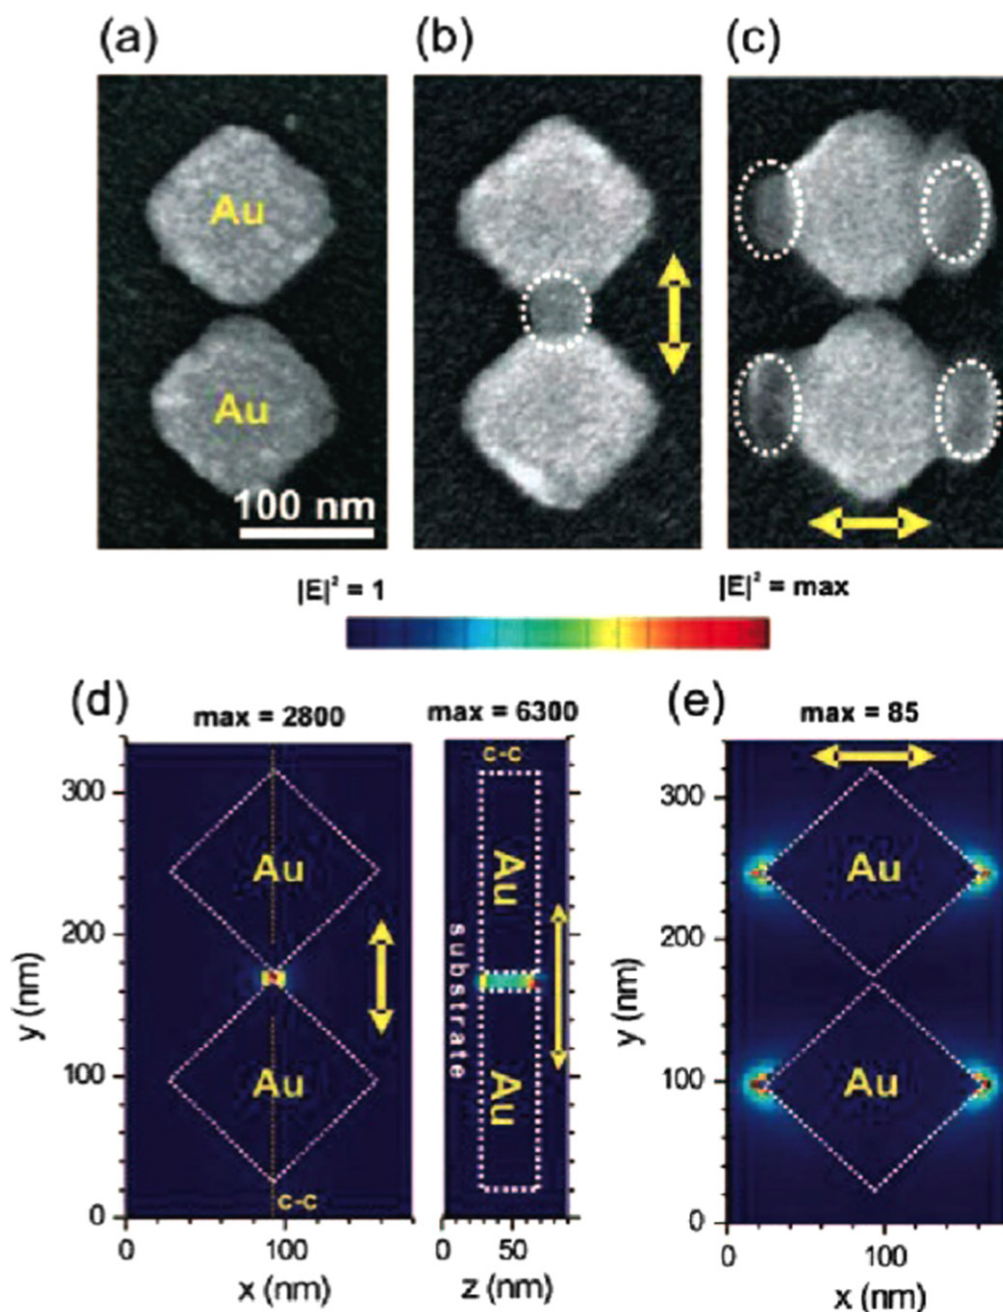 (a) (b) (c)
Au
Au
100 nm
|E|² = 1 |E|² = max
(d) max = 2800 max = 6300 (e) max = 85
C-C
300 300
Au Au Au
200 200
substrate
y (nm) y (nm)
100 100
Au Au Au
C-C
0 0
0 100 0 50 0 100
x (nm) z (nm) x (nm)